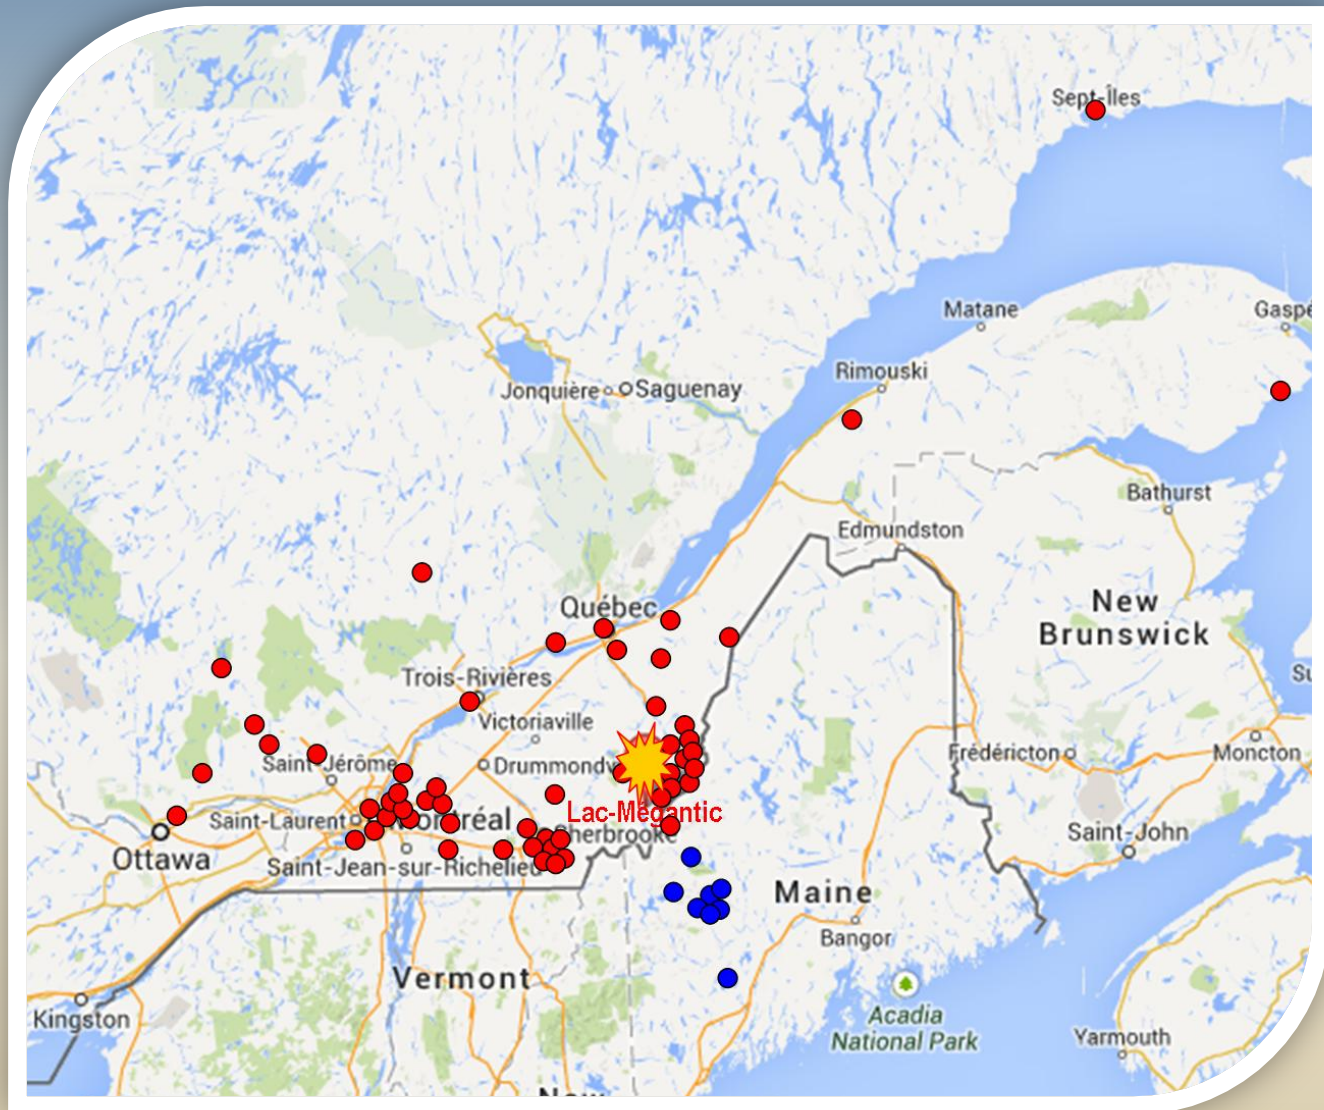 Sept-Îles
Matane
Gaspé
Rimouski
Jonquière
Saguenay
Bathurst
Edmundston
Québec
New
Brunswick
Trois-Rivières
Victoriaville
Frédéricton
Moncton
Saint-Jérôme
Drummondv
Lac-Mégantic
Saint-Laurent
Montréal
Sherbrooke
Saint-John
Ottawa
Saint-Jean-sur-Richelieu
Maine
Bangor
Vermont
Kingston
Acadia
National Park
Yarmouth